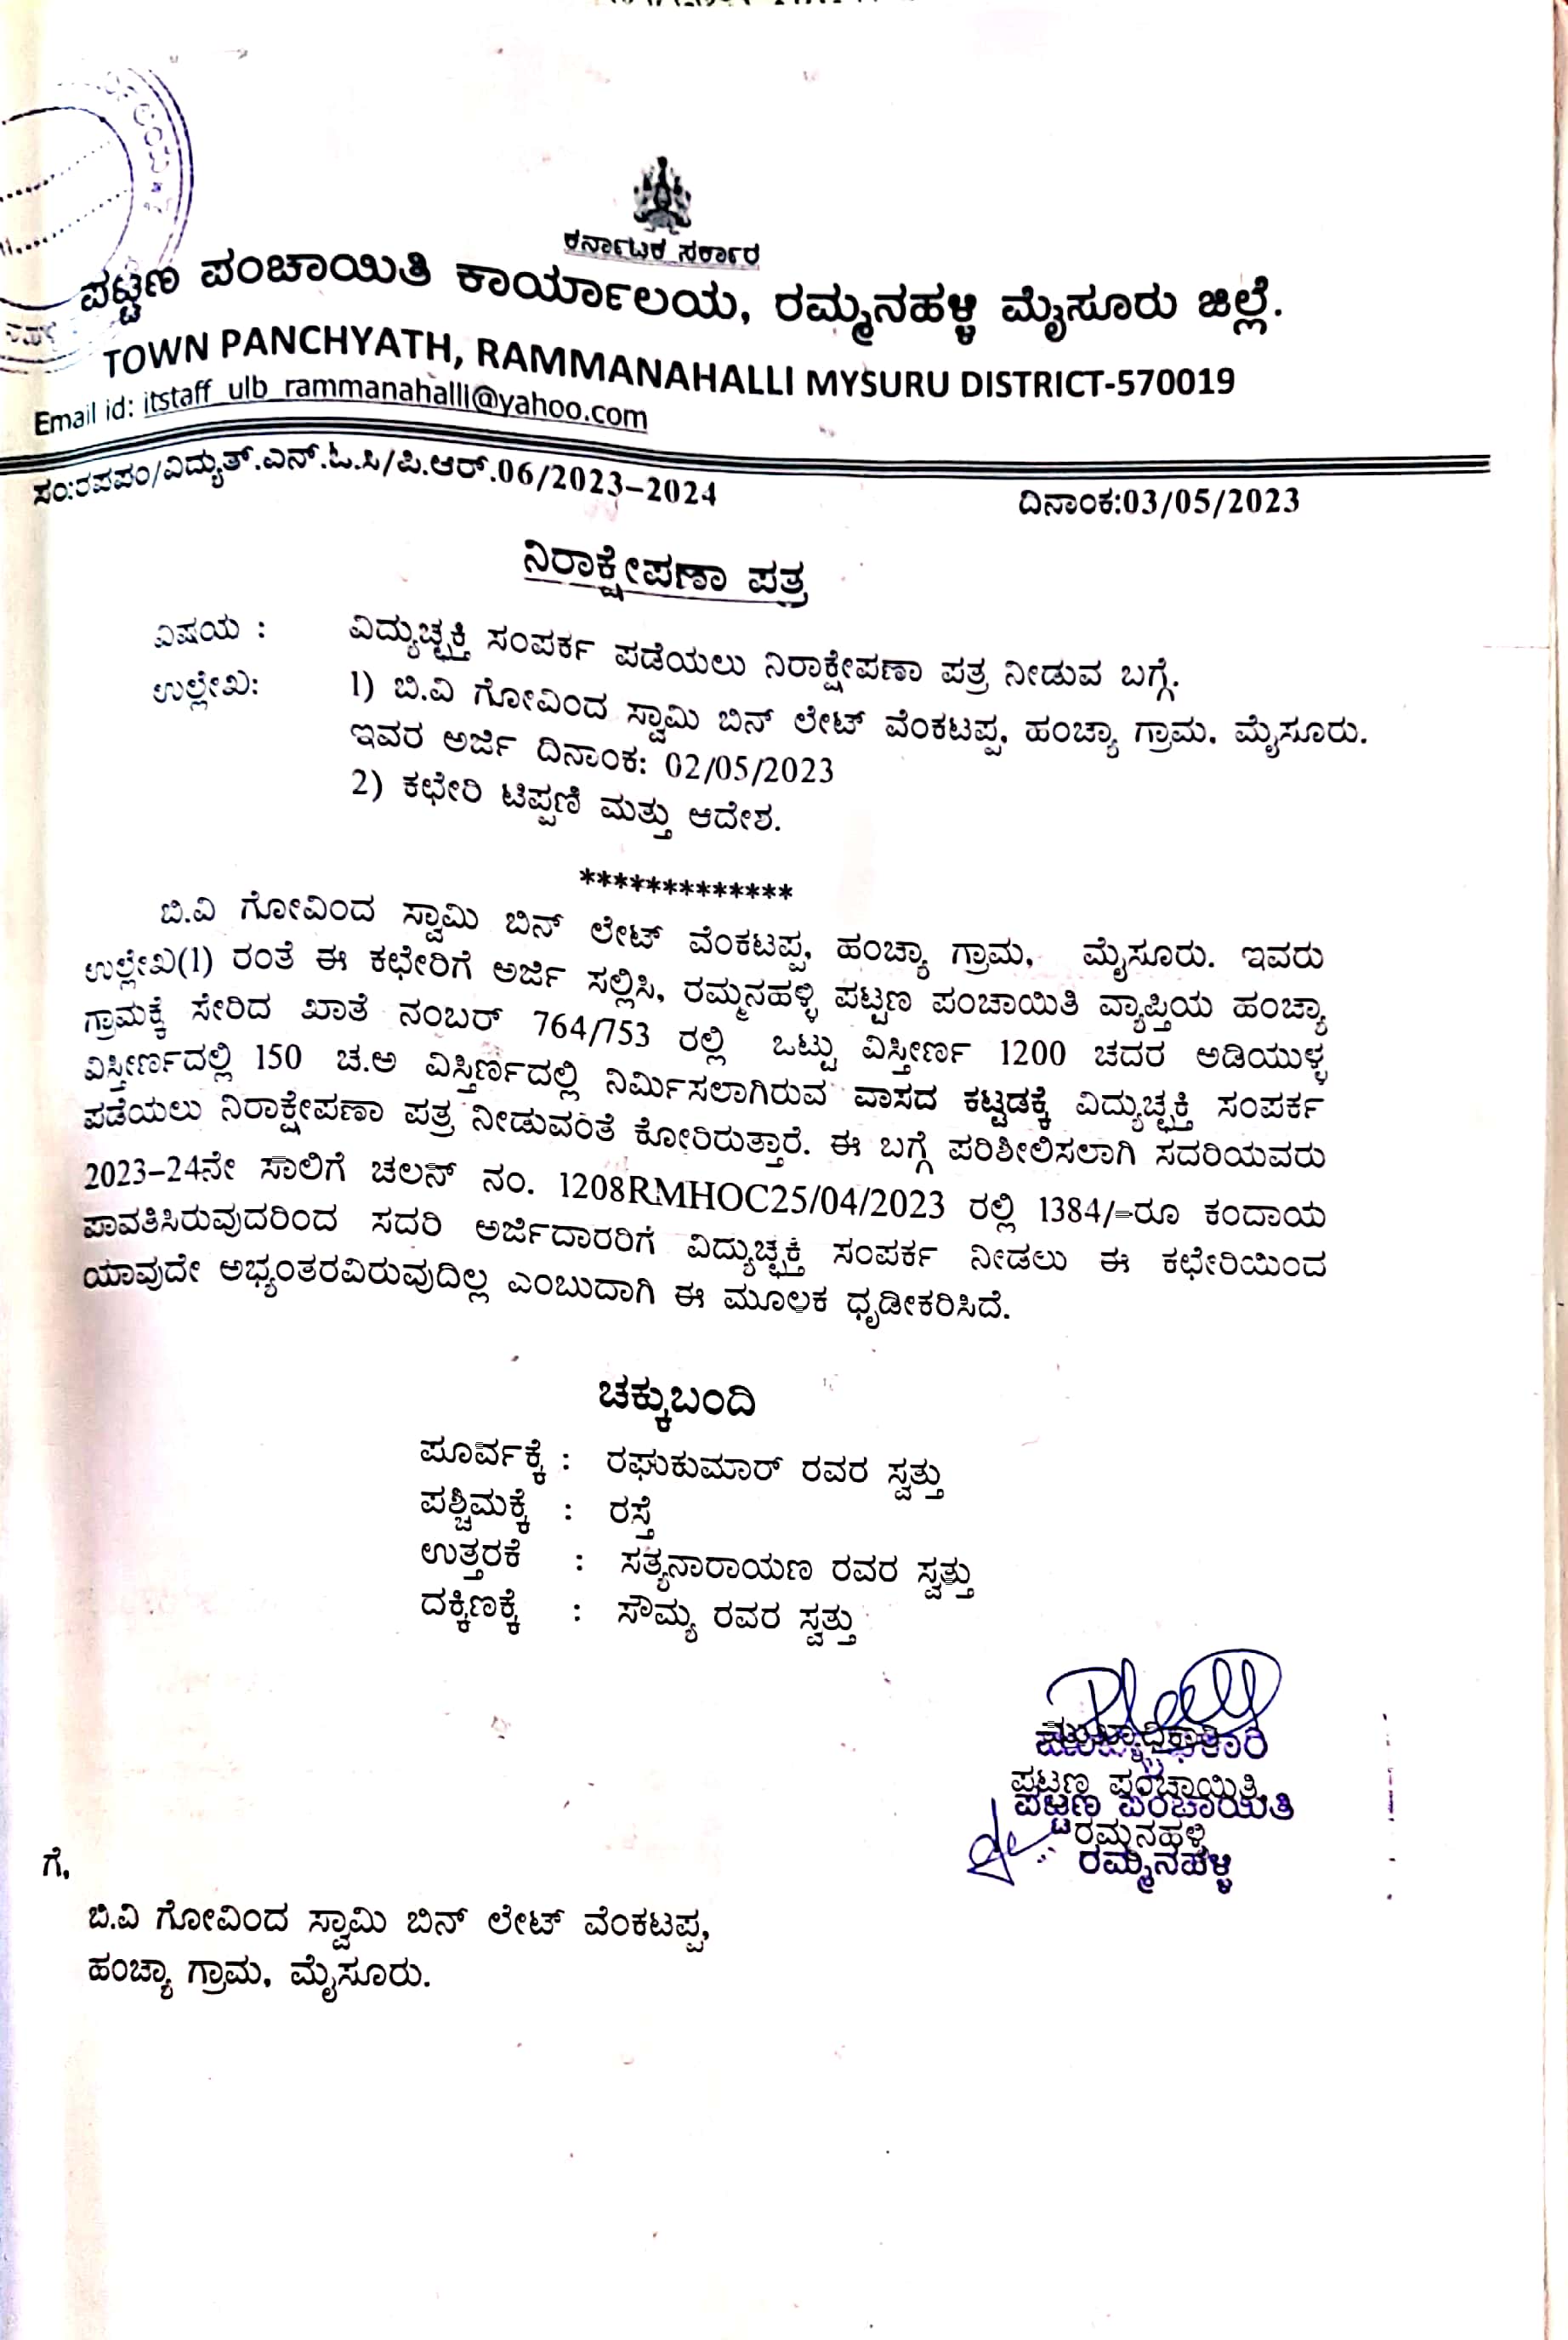 ಕರ್ನಾಟಕ ಸರ್ಕಾರ
ಪಟ್ಟಣ ಪಂಚಾಯಿತಿ ಕಾರ್ಯಾಲಯ, ರಮ್ಮನಹಳ್ಳಿ ಮೈಸೂರು ಜಿಲ್ಲೆ.
TOWN PANCHYATH, RAMMANAHALLI MYSURU DISTRICT-570019
Email id: itstaff_ulb_rammanahalli@yahoo.com
ಸಂ:ರಪಪಂ/ವಿದ್ಯುತ್.ಎನ್.ಓ.ಸಿ/ಪಿ.ಆರ್.06/2023-2024 ದಿನಾಂಕ:03/05/2023
ನಿರಾಕ್ಷೇಪಣಾ ಪತ್ರ
ವಿಷಯ : ವಿದ್ಯುಚ್ಛಕ್ತಿ ಸಂಪರ್ಕ ಪಡೆಯಲು ನಿರಾಕ್ಷೇಪಣಾ ಪತ್ರ ನೀಡುವ ಬಗ್ಗೆ.
ಉಲ್ಲೇಖ: 1) ಬಿ.ವಿ ಗೋವಿಂದ ಸ್ವಾಮಿ ಬಿನ್ ಲೇಟ್ ವೆಂಕಟಪ್ಪ, ಹಂಚ್ಯಾ ಗ್ರಾಮ, ಮೈಸೂರು.
ಇವರ ಅರ್ಜಿ ದಿನಾಂಕ: 02/05/2023
2) ಕಛೇರಿ ಟಿಪ್ಪಣಿ ಮತ್ತು ಆದೇಶ.
*************
ಬಿ.ವಿ ಗೋವಿಂದ ಸ್ವಾಮಿ ಬಿನ್ ಲೇಟ್ ವೆಂಕಟಪ್ಪ, ಹಂಚ್ಯಾ ಗ್ರಾಮ, ಮೈಸೂರು. ಇವರು
ಉಲ್ಲೇಖ(1) ರಂತೆ ಈ ಕಛೇರಿಗೆ ಅರ್ಜಿ ಸಲ್ಲಿಸಿ, ರಮ್ಮನಹಳ್ಳಿ ಪಟ್ಟಣ ಪಂಚಾಯಿತಿ ವ್ಯಾಪ್ತಿಯ ಹಂಚ್ಯಾ
ಗ್ರಾಮಕ್ಕೆ ಸೇರಿದ ಖಾತೆ ನಂಬರ್ 764/753 ರಲ್ಲಿ ಒಟ್ಟು ವಿಸ್ತೀರ್ಣ 1200 ಚದರ ಅಡಿಯುಳ್ಳ
ವಿಸ್ತೀರ್ಣದಲ್ಲಿ 150 ಚ.ಅ ವಿಸ್ತಿರ್ಣದಲ್ಲಿ ನಿರ್ಮಿಸಲಾಗಿರುವ ವಾಸದ ಕಟ್ಟಡಕ್ಕೆ ವಿದ್ಯುಚ್ಛಕ್ತಿ ಸಂಪರ್ಕ
ಪಡೆಯಲು ನಿರಾಕ್ಷೇಪಣಾ ಪತ್ರ ನೀಡುವಂತೆ ಕೋರಿರುತ್ತಾರೆ. ಈ ಬಗ್ಗೆ ಪರಿಶೀಲಿಸಲಾಗಿ ಸದರಿಯವರು
2023-24ನೇ ಸಾಲಿಗೆ ಚಲನ್ ನಂ. 1208RMHOC25/04/2023 ರಲ್ಲಿ 1384/-ರೂ ಕಂದಾಯ
ಪಾವತಿಸಿರುವುದರಿಂದ ಸದರಿ ಅರ್ಜಿದಾರರಿಗೆ ವಿದ್ಯುಚ್ಛಕ್ತಿ ಸಂಪರ್ಕ ನೀಡಲು ಈ ಕಛೇರಿಯಿಂದ
ಯಾವುದೇ ಅಭ್ಯಂತರವಿರುವುದಿಲ್ಲ ಎಂಬುದಾಗಿ ಈ ಮೂಲಕ ಧೃಡೀಕರಿಸಿದೆ.
ಚಕ್ಕುಬಂದಿ
ಪೂರ್ವಕ್ಕೆ : ರಘುಕುಮಾರ್ ರವರ ಸ್ವತ್ತು
ಪಶ್ಚಿಮಕ್ಕೆ : ರಸ್ತೆ
ಉತ್ತರಕೆ : ಸತ್ಯನಾರಾಯಣ ರವರ ಸ್ವತ್ತು
ದಕ್ಕಿಣಕ್ಕೆ : ಸೌಮ್ಯ ರವರ ಸ್ವತ್ತು
ಮುಖ್ಯಾಧಿಕಾರಿ
ಪಟ್ಟಣ ಪಂಚಾಯಿತಿ
ಪಟ್ಟಣ ಪಂಚಾಯಿತಿ
ರಮ್ಮನಹಳ್ಳಿ
ರಮ್ಮನಹಳ್ಳಿ
ಗೆ,
ಬಿ.ವಿ ಗೋವಿಂದ ಸ್ವಾಮಿ ಬಿನ್ ಲೇಟ್ ವೆಂಕಟಪ್ಪ,
ಹಂಚ್ಯಾ ಗ್ರಾಮ, ಮೈಸೂರು.